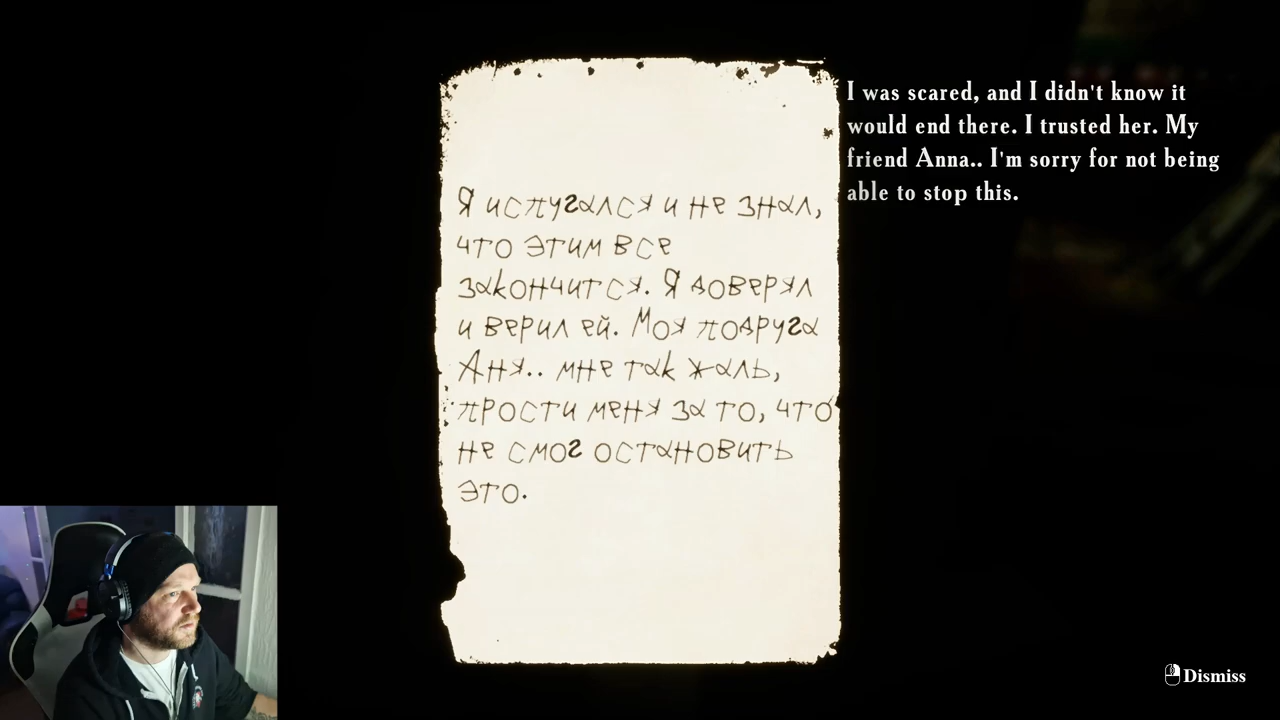 Я испугался и не знал,
что этим все
закончится. Я доверял
и верил ей. Моя подруга
Аня.. мне так жаль,
прости меня за то, что
не смог остановить
это.
I was scared, and I didn't know it
would end there. I trusted her. My
friend Anna.. I'm sorry for not being
able to stop this.
Dismiss